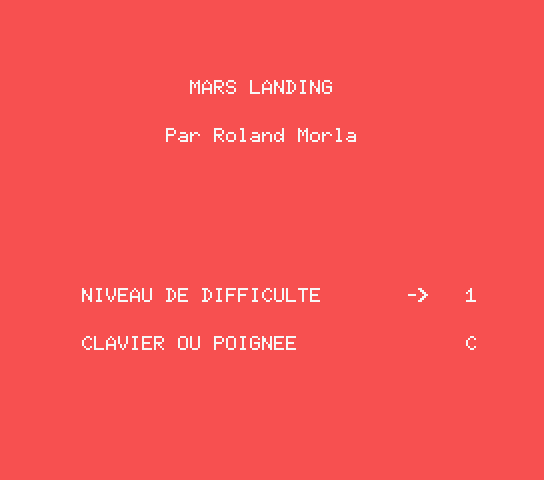 MARS LANDING
Par Roland Morla
NIVEAU DE DIFFICULTE -> 1
CLAVIER OU POIGNEE C